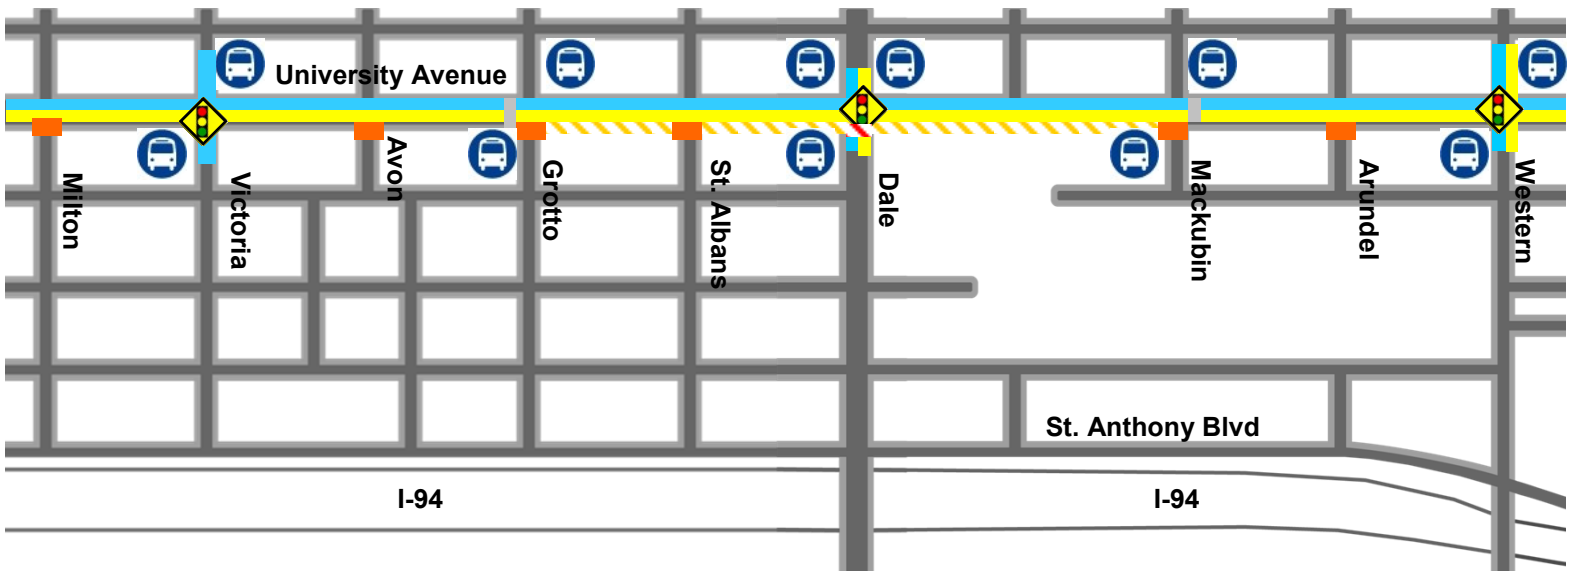 University Avenue
Milton
Victoria
Avon
Grotto
St. Albans
Dale
Mackubin
Arundel
Western
St. Anthony Blvd
I-94
I-94